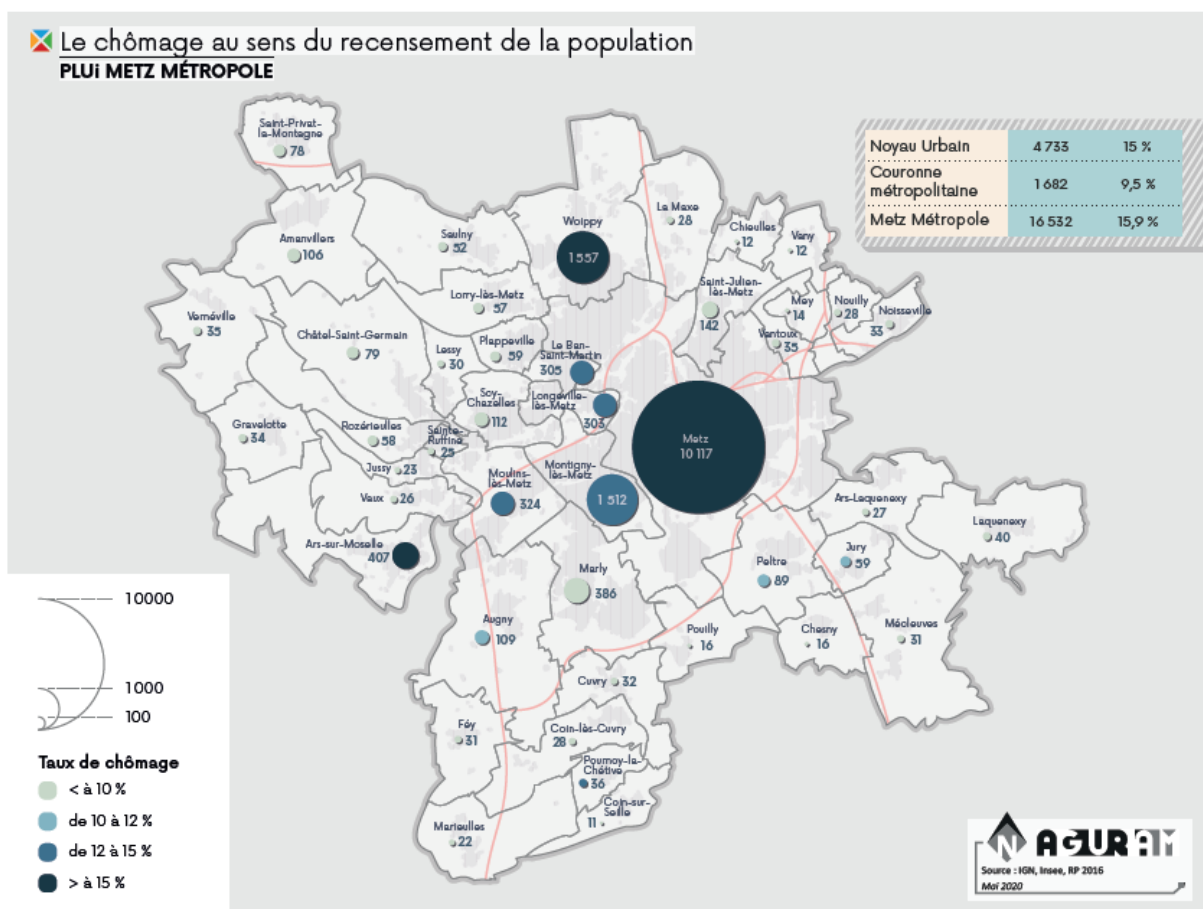 Le chômage au sens du recensement de la population
PLUi METZ MÉTROPOLE
Noyau Urbain 4 733 15 %
Couronne
métropolitaine 1 682 9,5 %
Metz Métropole 16 532 15,9 %
Saint-Privat-
la-Montagne
78
Amanvillers
106
Saulny
52
Woippy
1 557
La Maxe
28
Chieulles
12
Vany
12
Vernéville
35
Lorry-lès-Metz
57
Saint-Julien-
lès-Metz
142
Mey
14
Nouilly
28
Noisseville
33
Vantoux
35
Châtel-Saint-Germain
79
Lessy
30
Plappeville
59
Le Ban-
Saint-Martin
305
Scy-
Chazelles
112
Longeville-
lès-Metz
303
Gravelotte
34
Rozérieulles
58
Sainte-
Ruffine
25
Jussy
23
Vaux
26
Moulins-
lès-Metz
324
Montigny-
lès-Metz
1 512
Metz
10 117
Ars-sur-Moselle
407
Ars-Laquenexy
27
Laquenexy
40
Jury
59
Peltre
89
Marly
386
Augny
109
Pouilly
16
Chesny
16
Mécleuves
31
Cuvry
32
Féy
31
Coin-lès-Cuvry
28
Pournoy-la-
Chétive
36
Coin-sur-
Seille
11
Marieulles
22
10000
1000
100
Taux de chômage
< à 10 %
de 10 à 12 %
de 12 à 15 %
> à 15 %
N AGURAM
Source : IGN, Insee, RP 2016
Mai 2020